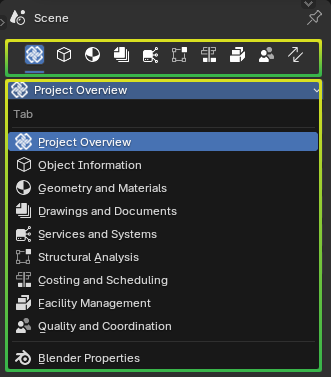 Scene
Project Overview
Tab
Project Overview
Object Information
Geometry and Materials
Drawings and Documents
Services and Systems
Structural Analysis
Costing and Scheduling
Facility Management
Quality and Coordination
Blender Properties